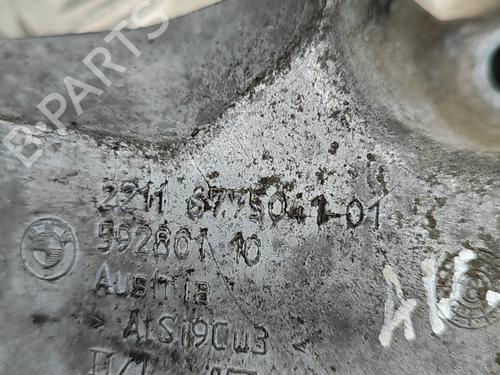 B-PARTS
2211 6775041-01
592801 10
Austria
> AlSi9Cu3 <